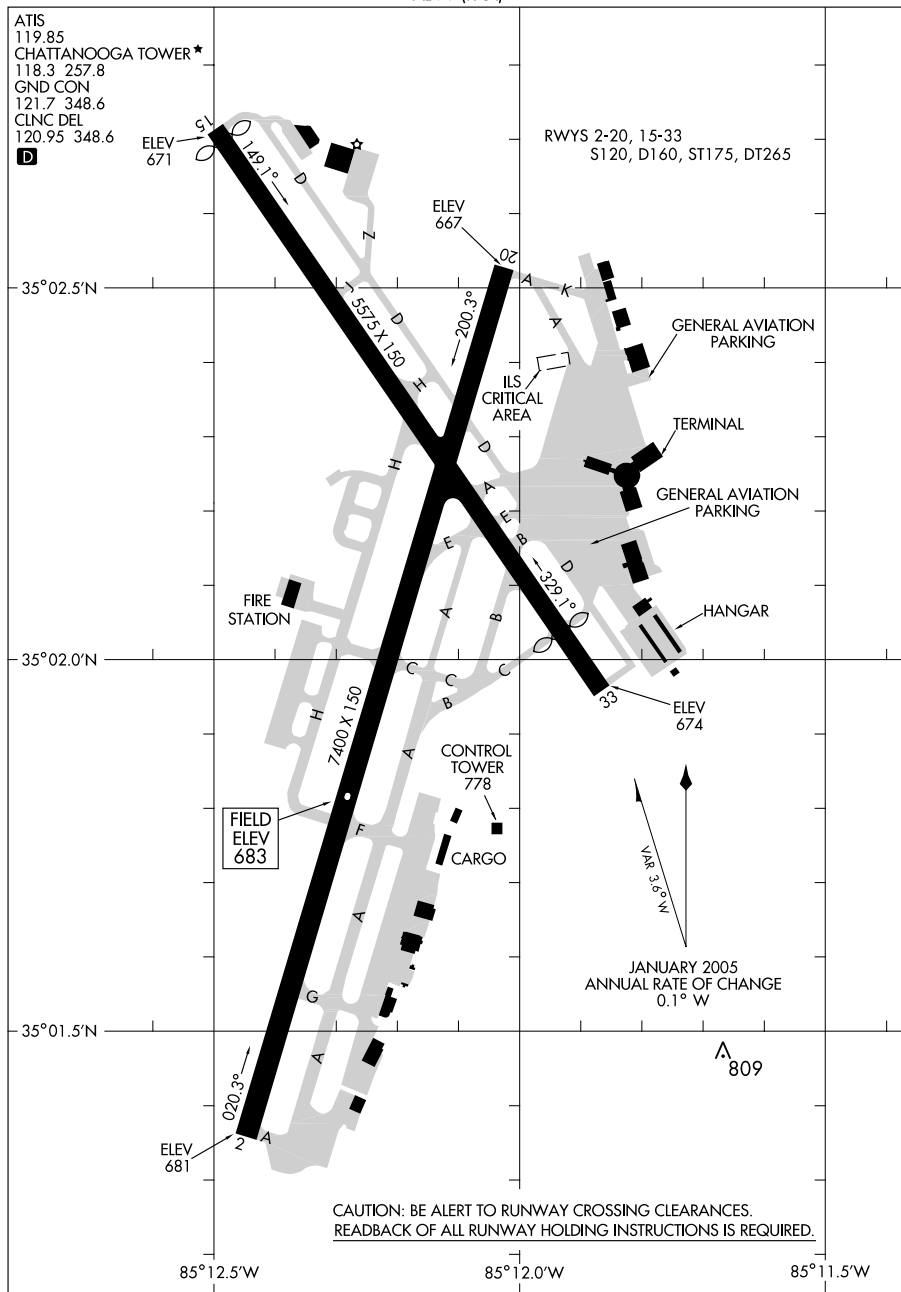 ATIS
119.85
CHATTANOOGA TOWER
118.3 257.8
GND CON
121.7 348.6
CLNC DEL
120.95 348.6
D
15
ELEV
671
149.1°
D
Z
J
D
5575 X 150
H
RWYS 2-20, 15-33
S120, D160, ST175, DT265
ELEV
667
20
A
K
A
200.3°
35°02.5'N
GENERAL AVIATION
PARKING
ILS
CRITICAL
AREA
TERMINAL
H
D
A
E
B
D
GENERAL AVIATION
PARKING
E
A
B
329.1°
FIRE
STATION
HANGAR
35°02.0'N
C
C
C
B
33
ELEV
674
H
7400 X 150
A
CONTROL
TOWER
778
FIELD
ELEV
683
F
CARGO
VAR 3.6° W
A
JANUARY 2005
ANNUAL RATE OF CHANGE
0.1° W
G
35°01.5'N
A
809
020.3°
2
A
ELEV
681
CAUTION: BE ALERT TO RUNWAY CROSSING CLEARANCES.
READBACK OF ALL RUNWAY HOLDING INSTRUCTIONS IS REQUIRED.
85°12.5'W
85°12.0'W
85°11.5'W